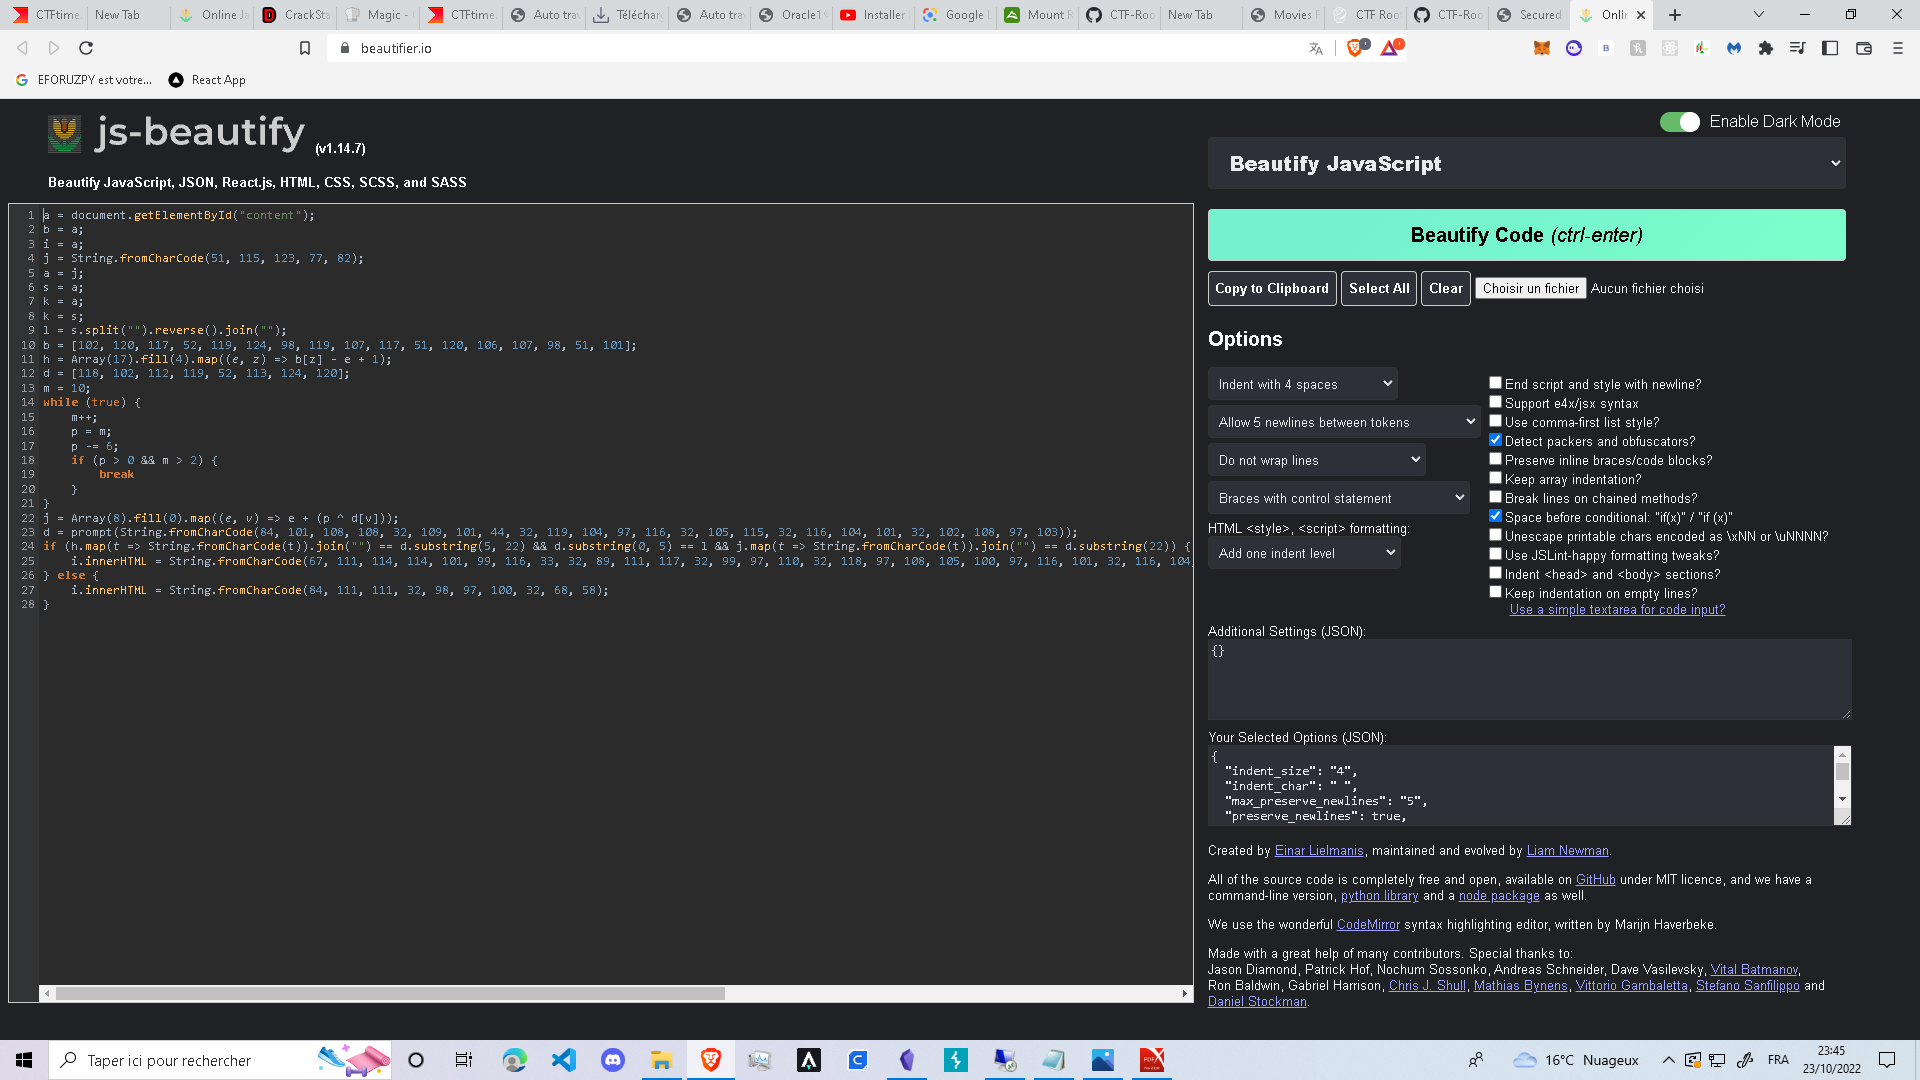 CTFtime.
New Tab
Online Ja
CrackSta
Magic -
CTFtime.
Auto trav
Téléchar
Auto trav
Oracle19
Installer
Google L
Mount R
CTF-Roo
New Tab
Movies F
CTF Root
CTF-Roo
Secured
Onlin
beautifier.io
EFORUZPY est votre...
React App
js-beautify (v1.14.7)
Enable Dark Mode
Beautify JavaScript, JSON, React.js, HTML, CSS, SCSS, and SASS
Beautify JavaScript
1 a = document.getElementById("content");
2 b = a;
3 i = a;
4 j = String.fromCharCode(51, 115, 123, 77, 82);
5 a = j;
6 s = a;
7 k = a;
8 k = s;
9 l = s.split("").reverse().join("");
10 b = [102, 120, 117, 52, 119, 124, 98, 119, 107, 117, 51, 120, 106, 107, 98, 51, 101];
11 h = Array(17).fill(4).map((e, z) => b[z] - e + 1);
12 d = [118, 102, 112, 119, 52, 113, 124, 120];
13 m = 10;
14 while (true) {
15 m++;
16 p = m;
17 p -= 6;
18 if (p > 0 && m > 2) {
19 break
20 }
21 }
22 j = Array(8).fill(0).map((e, v) => e + (p ^ d[v]));
23 d = prompt(String.fromCharCode(84, 101, 108, 108, 32, 109, 101, 44, 32, 119, 104, 97, 116, 32, 105, 115, 32, 116, 104, 101, 32, 102, 108, 97, 103));
24 if (h.map(t => String.fromCharCode(t)).join("") == d.substring(5, 22) && d.substring(0, 5) == l && j.map(t => String.fromCharCode(t)).join("") == d.substring(22)) {
25 i.innerHTML = String.fromCharCode(67, 111, 114, 114, 101, 99, 116, 33, 32, 89, 111, 117, 32, 99, 97, 110, 32, 118, 97, 108, 105, 100, 97, 116, 101, 32, 116, 104,
26 } else {
27 i.innerHTML = String.fromCharCode(84, 111, 111, 32, 98, 97, 100, 32, 68, 58);
28 }
Beautify Code (ctrl-enter)
Copy to Clipboard
Select All
Clear
Choisir un fichier
Aucun fichier choisi
Options
Indent with 4 spaces
Allow 5 newlines between tokens
Do not wrap lines
Braces with control statement
HTML <style>, <script> formatting:
Add one indent level
End script and style with newline?
Support e4x/jsx syntax
Use comma-first list style?
Detect packers and obfuscators?
Preserve inline braces/code blocks?
Keep array indentation?
Break lines on chained methods?
Space before conditional: "if(x)" / "if (x)"
Unescape printable chars encoded as \xNN or \uNNNN?
Use JSLint-happy formatting tweaks?
Indent <head> and <body> sections?
Keep indentation on empty lines?
Use a simple textarea for code input?
Additional Settings (JSON):
{}
Your Selected Options (JSON):
{
"indent_size": "4",
"indent_char": " ",
"max_preserve_newlines": "5",
"preserve_newlines": true,
Created by Einar Lielmanis, maintained and evolved by Liam Newman.
All of the source code is completely free and open, available on GitHub under MIT licence, and we have a
command-line version, python library and a node package as well.
We use the wonderful CodeMirror syntax highlighting editor, written by Marijn Haverbeke.
Made with a great help of many contributors. Special thanks to:
Jason Diamond, Patrick Hof, Nochum Sossonko, Andreas Schneider, Dave Vasilevsky, Vital Batmanov,
Ron Baldwin, Gabriel Harrison, Chris J. Shull, Mathias Bynens, Vittorio Gambaletta, Stefano Sanfilippo and
Daniel Stockman.
Taper ici pour rechercher
16°C Nuageux
FRA
23:45
23/10/2022